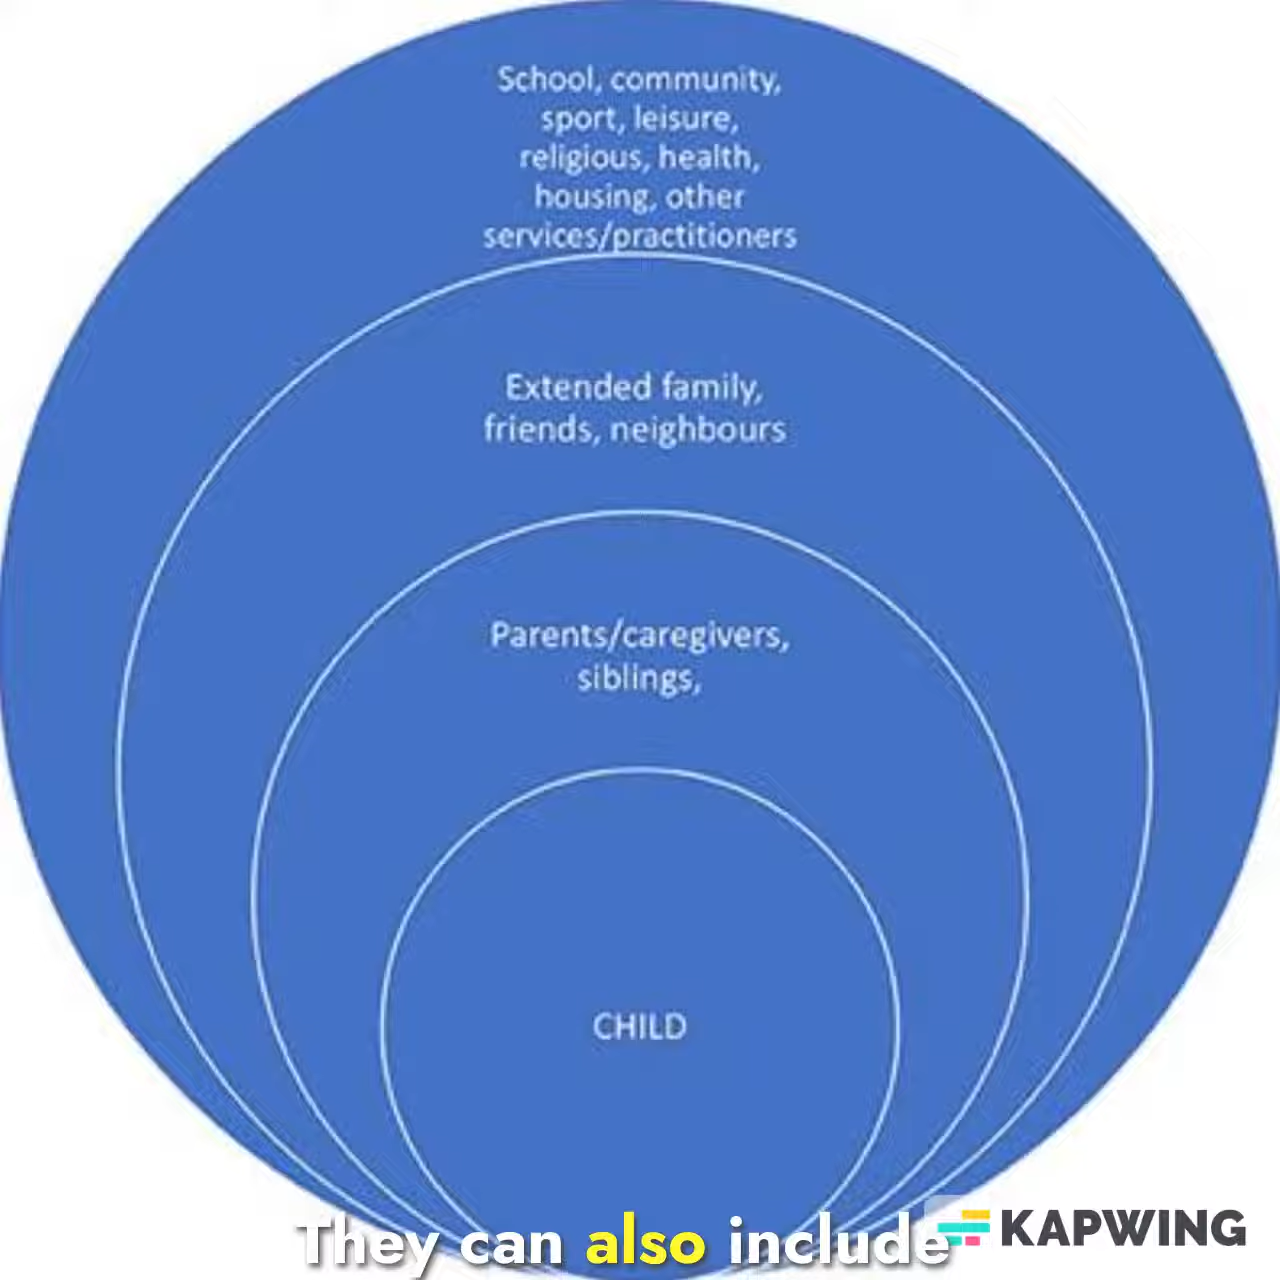 School, community,
sport, leisure,
religious, health,
housing, other
services/practitioners
Extended family,
friends, neighbours
Parents/caregivers,
siblings,
CHILD
They can also include
KAPWING